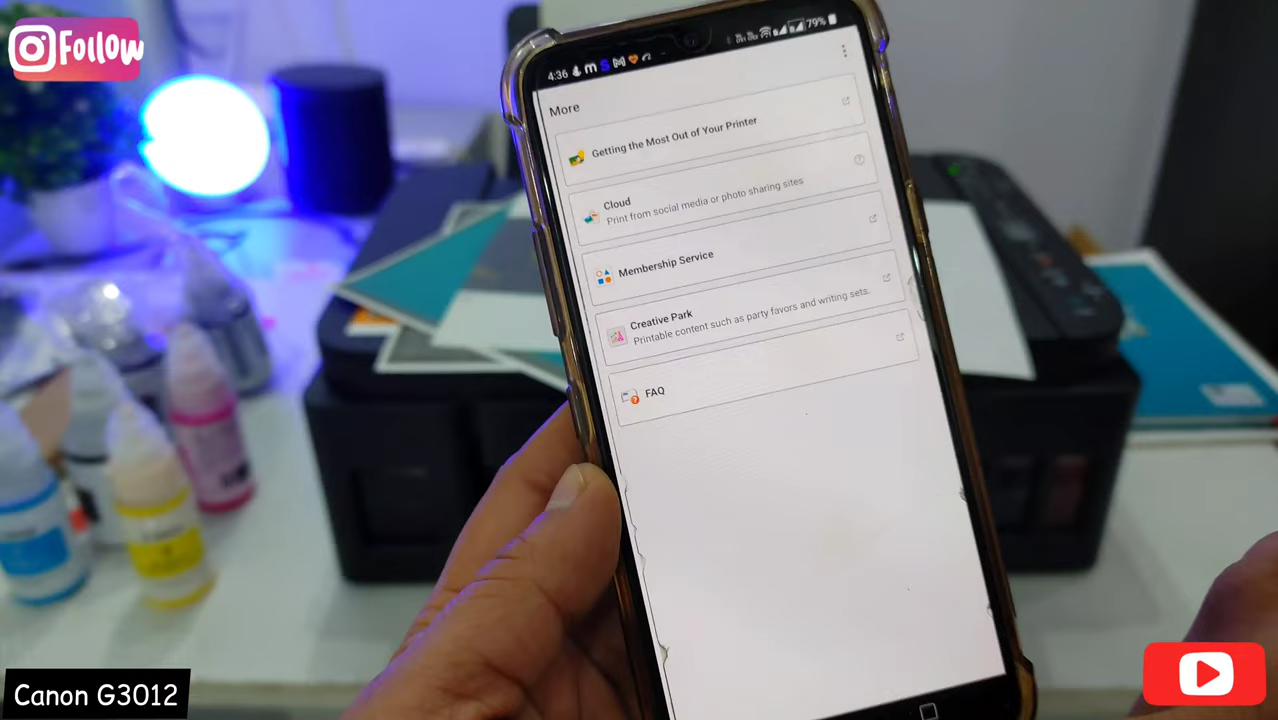 Follow
4:36
79%
More
Getting the Most Out of Your Printer
Cloud
Print from social media or photo sharing sites
Membership Service
Creative Park
Printable content such as party favors and writing sets.
FAQ
Canon G3012